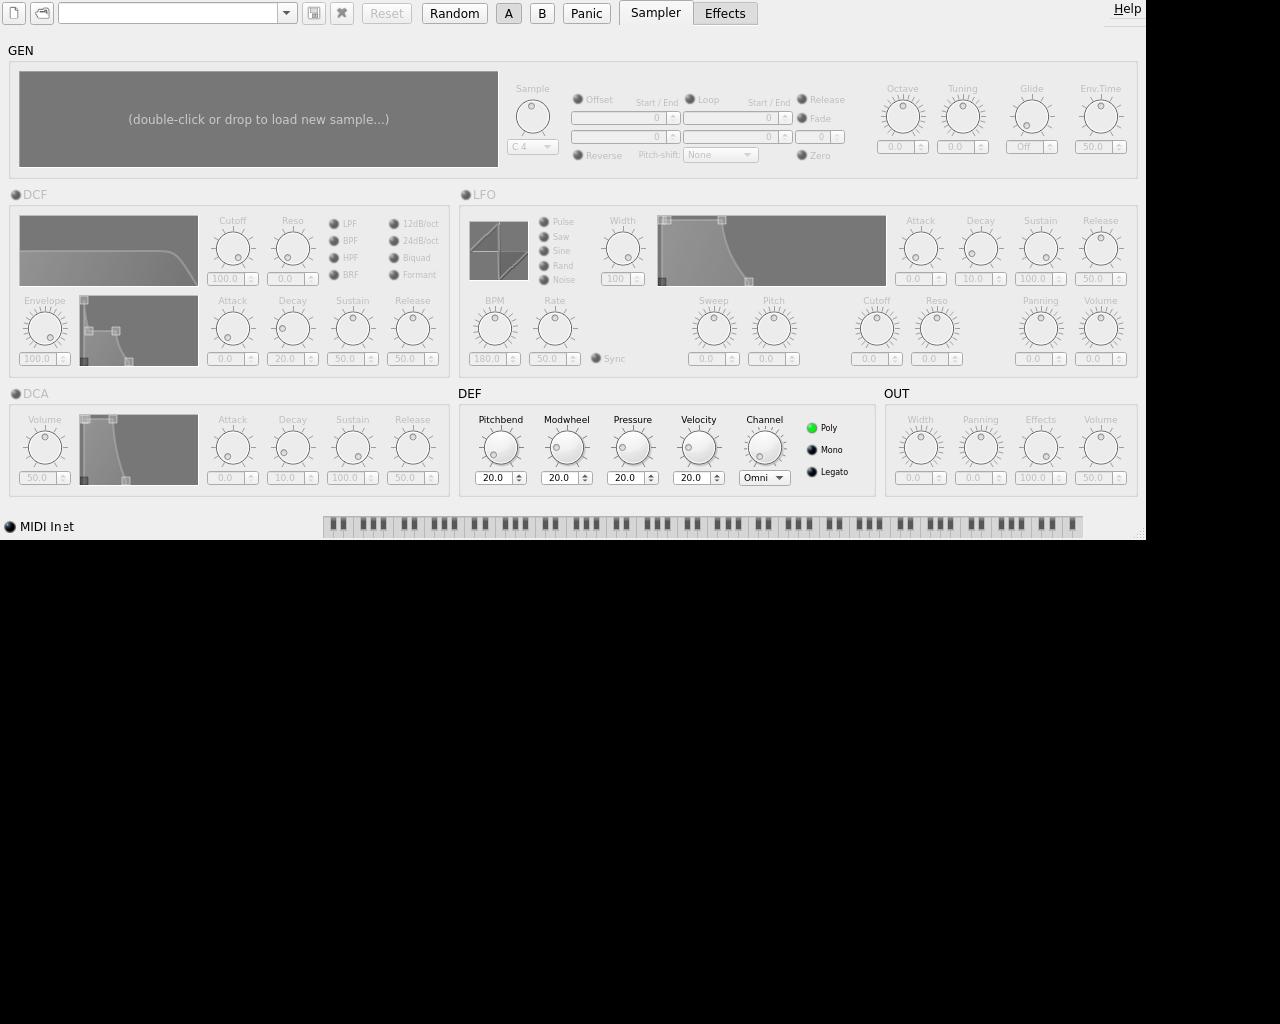 Reset Random A B Panic Sampler Effects Help
GEN
(double-click or drop to load new sample...)
Sample
C 4
Offset Start / End Loop Start / End Release
0 0 Fade
0 0 0
Reverse Pitch-shift: None Zero
Octave Tuning Glide Env.Time
0.0 0.0 Off 50.0
DCF
Cutoff Reso
100.0 0.0
LPF 12dB/oct
BPF 24dB/oct
HPF Biquad
BRF Formant
Envelope Attack Decay Sustain Release
100.0 0.0 20.0 50.0 50.0
LFO
Pulse
Saw
Sine
Rand
Noise
Width
100
Attack Decay Sustain Release
0.0 10.0 100.0 50.0
BPM Rate Sweep Pitch Cutoff Reso Panning Volume
180.0 50.0 Sync 0.0 0.0 0.0 0.0 0.0 0.0
DCA
Volume Attack Decay Sustain Release
50.0 0.0 10.0 100.0 50.0
DEF
Pitchbend Modwheel Pressure Velocity Channel
20.0 20.0 20.0 20.0 Omni
Poly
Mono
Legato
OUT
Width Panning Effects Volume
0.0 0.0 100.0 50.0
MIDI In